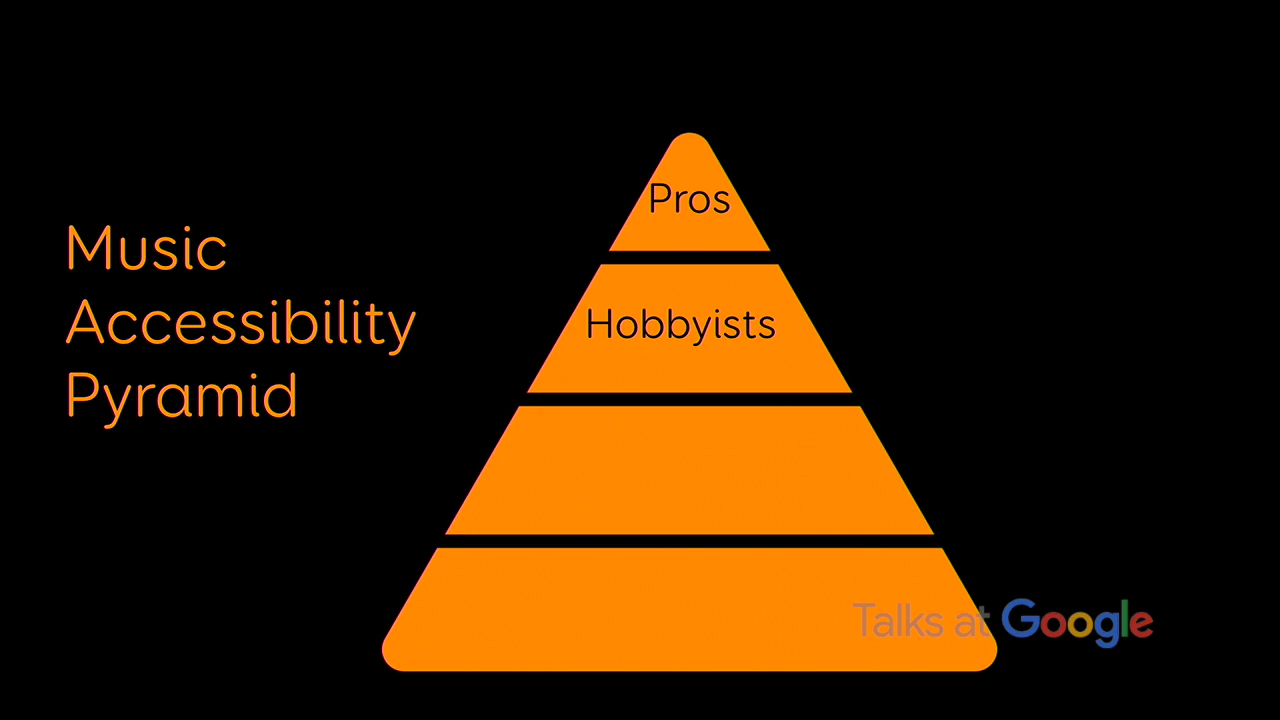 Music
Accessibility
Pyramid
Pros
Hobbyists
Talks at Google